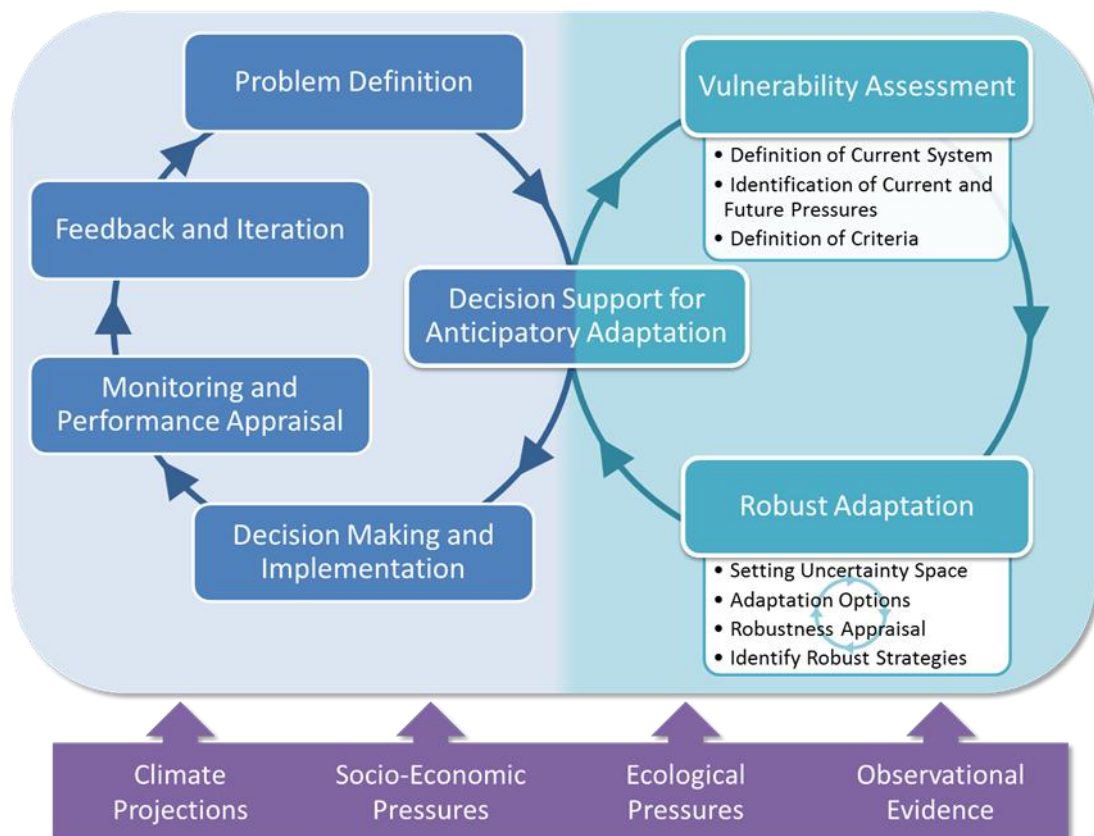 Problem Definition
Vulnerability Assessment
• Definition of Current System
• Identification of Current and
Future Pressures
• Definition of Criteria
Feedback and Iteration
Decision Support for
Anticipatory Adaptation
Monitoring and
Performance Appraisal
Robust Adaptation
• Setting Uncertainty Space
• Adaptation Options
• Robustness Appraisal
• Identify Robust Strategies
Decision Making and
Implementation
Climate
Projections
Socio-Economic
Pressures
Ecological
Pressures
Observational
Evidence